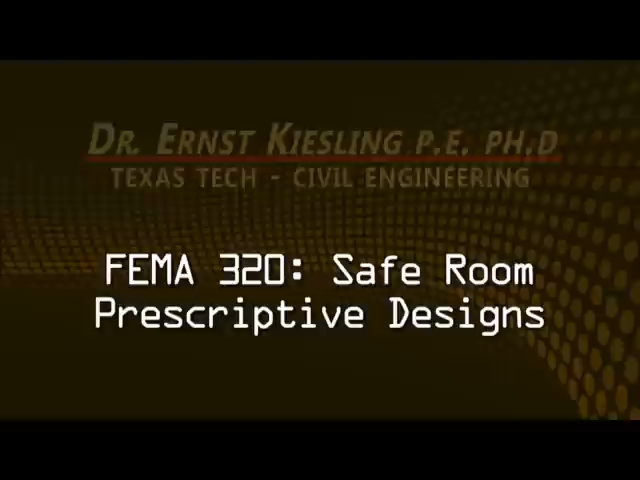 DR. ERNST KIESLING P.E. PH.D
TEXAS TECH - CIVIL ENGINEERING
FEMA 320: Safe Room
Prescriptive Designs